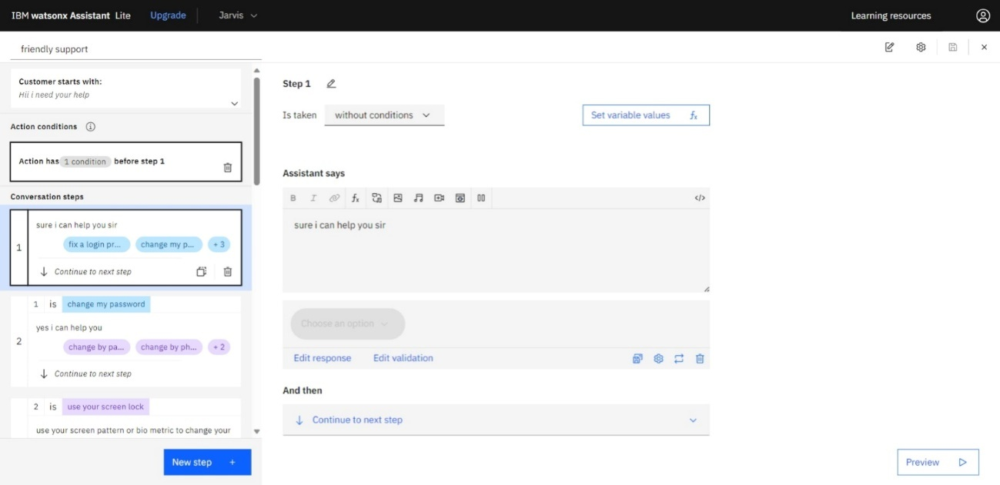 IBM watsonx Assistant Lite Upgrade Jarvis Learning resources
friendly support
Customer starts with:
Hii i need your help
Action conditions
Action has 1 condition before step 1
Conversation steps
1
sure i can help you sir
fix a login pr... change my p... + 3
Continue to next step
2
1 is change my password
yes i can help you
change by pa... change by ph... + 2
Continue to next step
2 is use your screen lock
use your screen pattern or bio metric to change your
New step +
Step 1
Is taken without conditions Set variable values fx
Assistant says
B I fx </>
sure i can help you sir
Choose an option
Edit response Edit validation
And then
Continue to next step
Preview